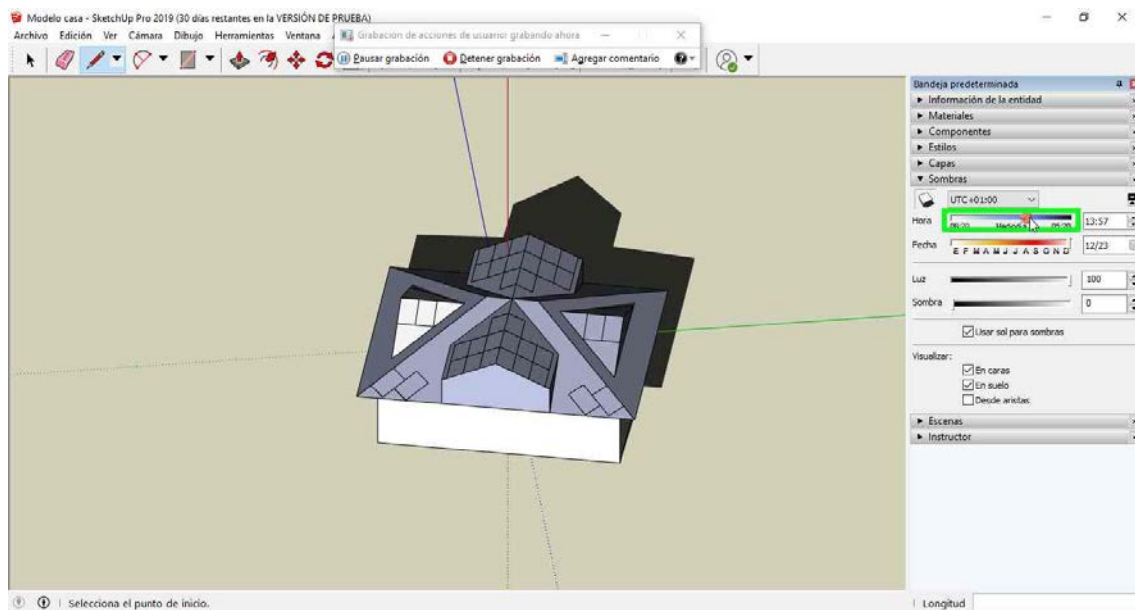 Modelo casa - SketchUp Pro 2019 (30 días restantes en la VERSIÓN DE PRUEBA)
Archivo Edición Ver Cámara Dibujo Herramientas Ventana
Grabación de acciones de usuario: grabando ahora
Pausar grabación Detener grabación Agregar comentario
Bandeja predeterminada
Información de la entidad
Materiales
Componentes
Estilos
Capas
Sombras
UTC+01:00
Hora 13:57
Fecha E F M A M J J A S O N D 12/23
Luz 100
Sombra 0
Usar sol para sombras
Visualizar:
En caras
En suelo
Desde aristas
Escenas
Instructor
Selecciona el punto de inicio. Longitud